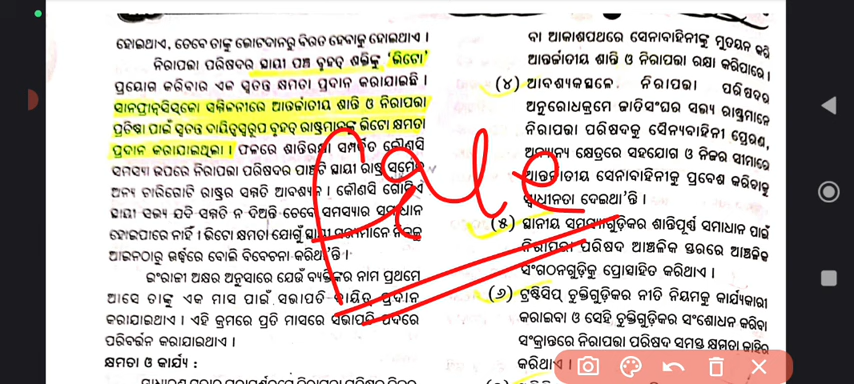 ହୋଇଥାଏ, ତେବେ ତାଙ୍କୁ ଭୋଟଦାନରୁ ବିରତ ହେବାକୁ ହୋଇଥାଏ ।
ନିରାପତ୍ତା ପରିଷଦର ସ୍ଥାୟୀ ପଞ୍ଚ ବୃହତ୍ ଶକ୍ତିଙ୍କୁ 'ଭିଟୋ'
ପ୍ରୟୋଗ କରିବାର ଏକ ସ୍ୱତନ୍ତ୍ର କ୍ଷମତା ପ୍ରଦାନ କରାଯାଇଛି ।
ସାନଫ୍ରାନ୍‌ସିସ୍‌କୋ ସମ୍ମିଳନୀରେ ଆନ୍ତର୍ଜାତୀୟ ଶାନ୍ତି ଓ ନିରାପତ୍ତା
ପ୍ରତିଷ୍ଠା ପାଇଁ ସ୍ୱତନ୍ତ୍ର ଦାୟିତ୍ୱସ୍ୱରୂପ ବୃହତ୍ ରାଷ୍ଟ୍ରମାନଙ୍କୁ ଭିଟୋ କ୍ଷମତା
ପ୍ରଦାନ କରାଯାଇଥିଲା । ଫଳରେ ଶାନ୍ତିରକ୍ଷା ସମ୍ପର୍କିତ କୌଣସି
ସମସ୍ୟା ଉପରେ ନିରାପତ୍ତା ପରିଷଦର ପାଞ୍ଚଟି ସ୍ଥାୟୀ ରାଷ୍ଟ୍ର ସମେତ
ଅନ୍ୟ ଚାରିଗୋଟି ରାଷ୍ଟ୍ରର ସମ୍ମତି ଆବଶ୍ୟକ । କୌଣସି ଗୋଟିଏ
ସ୍ଥାୟୀ ସଭ୍ୟ ଯଦି ସମ୍ମତି ନ ଦିଅନ୍ତି ତେବେ ସମସ୍ୟାର ସମାଧାନ
ହୋଇପାରେ ନାହିଁ । ଭିଟୋ କ୍ଷମତା ଯୋଗୁଁ ସ୍ଥାୟୀ ସଭ୍ୟମାନେ ନିଜକୁ
ଆଇନଠାରୁ ଊର୍ଦ୍ଧ୍ୱରେ ବୋଲି ବିବେଚନା କରିଥା'ନ୍ତି ।
ଇଂରାଜୀ ଅକ୍ଷର ଅନୁସାରେ ଯେଉଁ ବ୍ୟକ୍ତିଙ୍କର ନାମ ପ୍ରଥମେ
ଆସେ ତାଙ୍କୁ ଏକ ମାସ ପାଇଁ ସଭାପତି ଦାୟିତ୍ୱ ପ୍ରଦାନ
କରାଯାଇଥାଏ । ଏହି କ୍ରମରେ ପ୍ରତି ମାସରେ ସଭାପତି ପଦରେ
ପରିବର୍ତ୍ତନ କରାଯାଇଥାଏ ।
କ୍ଷମତା ଓ କାର୍ଯ୍ୟ :
ବା ଆକାଶପଥରେ ସେନାବାହିନୀଙ୍କୁ ମୁତୟନ କରି
ଆନ୍ତର୍ଜାତୀୟ ଶାନ୍ତି ଓ ନିରାପତ୍ତା ରକ୍ଷା କରିପାରେ ।
(୪) ଆବଶ୍ୟକସ୍ଥଳେ ନିରାପତ୍ତା ପରିଷଦର
ଅନୁରୋଧକ୍ରମେ ଜାତିସଂଘର ସଭ୍ୟ ରାଷ୍ଟ୍ରମାନେ
ନିରାପତ୍ତା ପରିଷଦକୁ ସୈନ୍ୟବାହିନୀ ପ୍ରେରଣ,
ଅନ୍ୟାନ୍ୟ କ୍ଷେତ୍ରରେ ସହଯୋଗ ଓ ନିଜର ସୀମାରେ
ଆନ୍ତର୍ଜାତୀୟ ସେନାବାହିନୀକୁ ପ୍ରବେଶ କରିବାକୁ
ସ୍ୱାଧୀନତା ଦେଇଥା'ନ୍ତି ।
(୫) ସ୍ଥାନୀୟ ସମସ୍ୟାଗୁଡ଼ିକର ଶାନ୍ତିପୂର୍ଣ୍ଣ ସମାଧାନ ପାଇଁ
ନିରାପତ୍ତା ପରିଷଦ ଆଞ୍ଚଳିକ ସ୍ତରରେ ଆଞ୍ଚଳିକ
ସଂଗଠନଗୁଡ଼ିକୁ ପ୍ରୋତ୍ସାହିତ କରିଥାଏ ।
(୬) ଟ୍ରଷ୍ଟିସିପ୍ ଚୁକ୍ତିଗୁଡ଼ିକର ନୀତି ନିୟମକୁ କାର୍ଯ୍ୟକାରୀ
କରାଇବା ଓ ସେହି ଚୁକ୍ତିଗୁଡ଼ିକର ସଂଶୋଧନ କରିବା
ସଂକ୍ରାନ୍ତରେ ନିରାପତ୍ତା ପରିଷଦ ସମସ୍ତ କ୍ଷମତା ଜାହିର
କରିଥାଏ ।